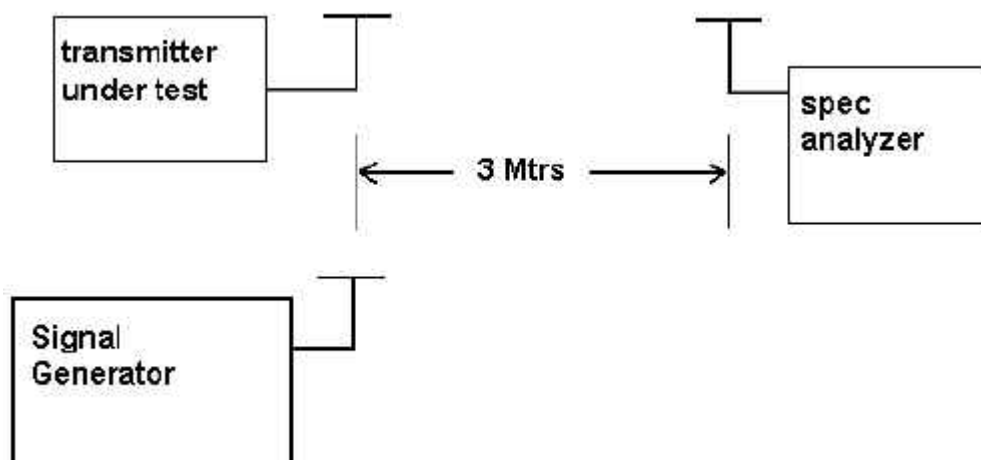 transmitter
under test
spec
analyzer
3 Mtrs
Signal
Generator